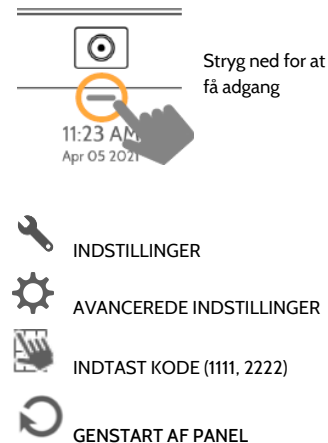 Stryg ned for at
få adgang
11:23 AM
Apr 05 2021
INDSTILLINGER
AVANCEREDE INDSTILLINGER
INDTAST KODE (1111, 2222)
GENSTART AF PANEL